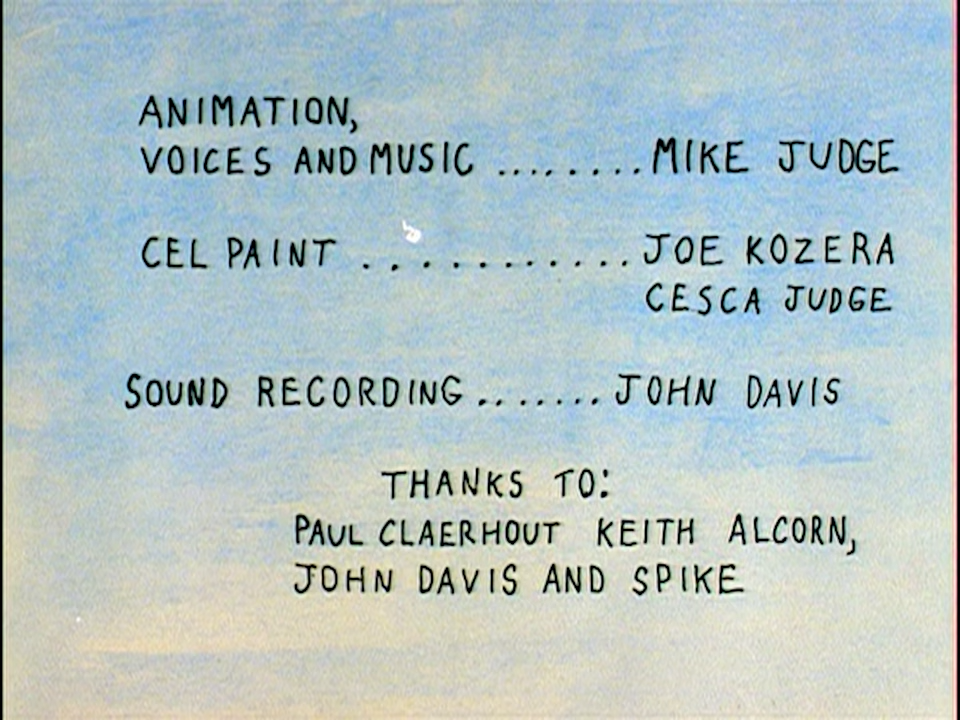 ANIMATION,
VOICES AND MUSIC ........MIKE JUDGE
CEL PAINT ............JOE KOZERA
CESCA JUDGE
SOUND RECORDING.......JOHN DAVIS
THANKS TO:
PAUL CLAERHOUT KEITH ALCORN,
JOHN DAVIS AND SPIKE